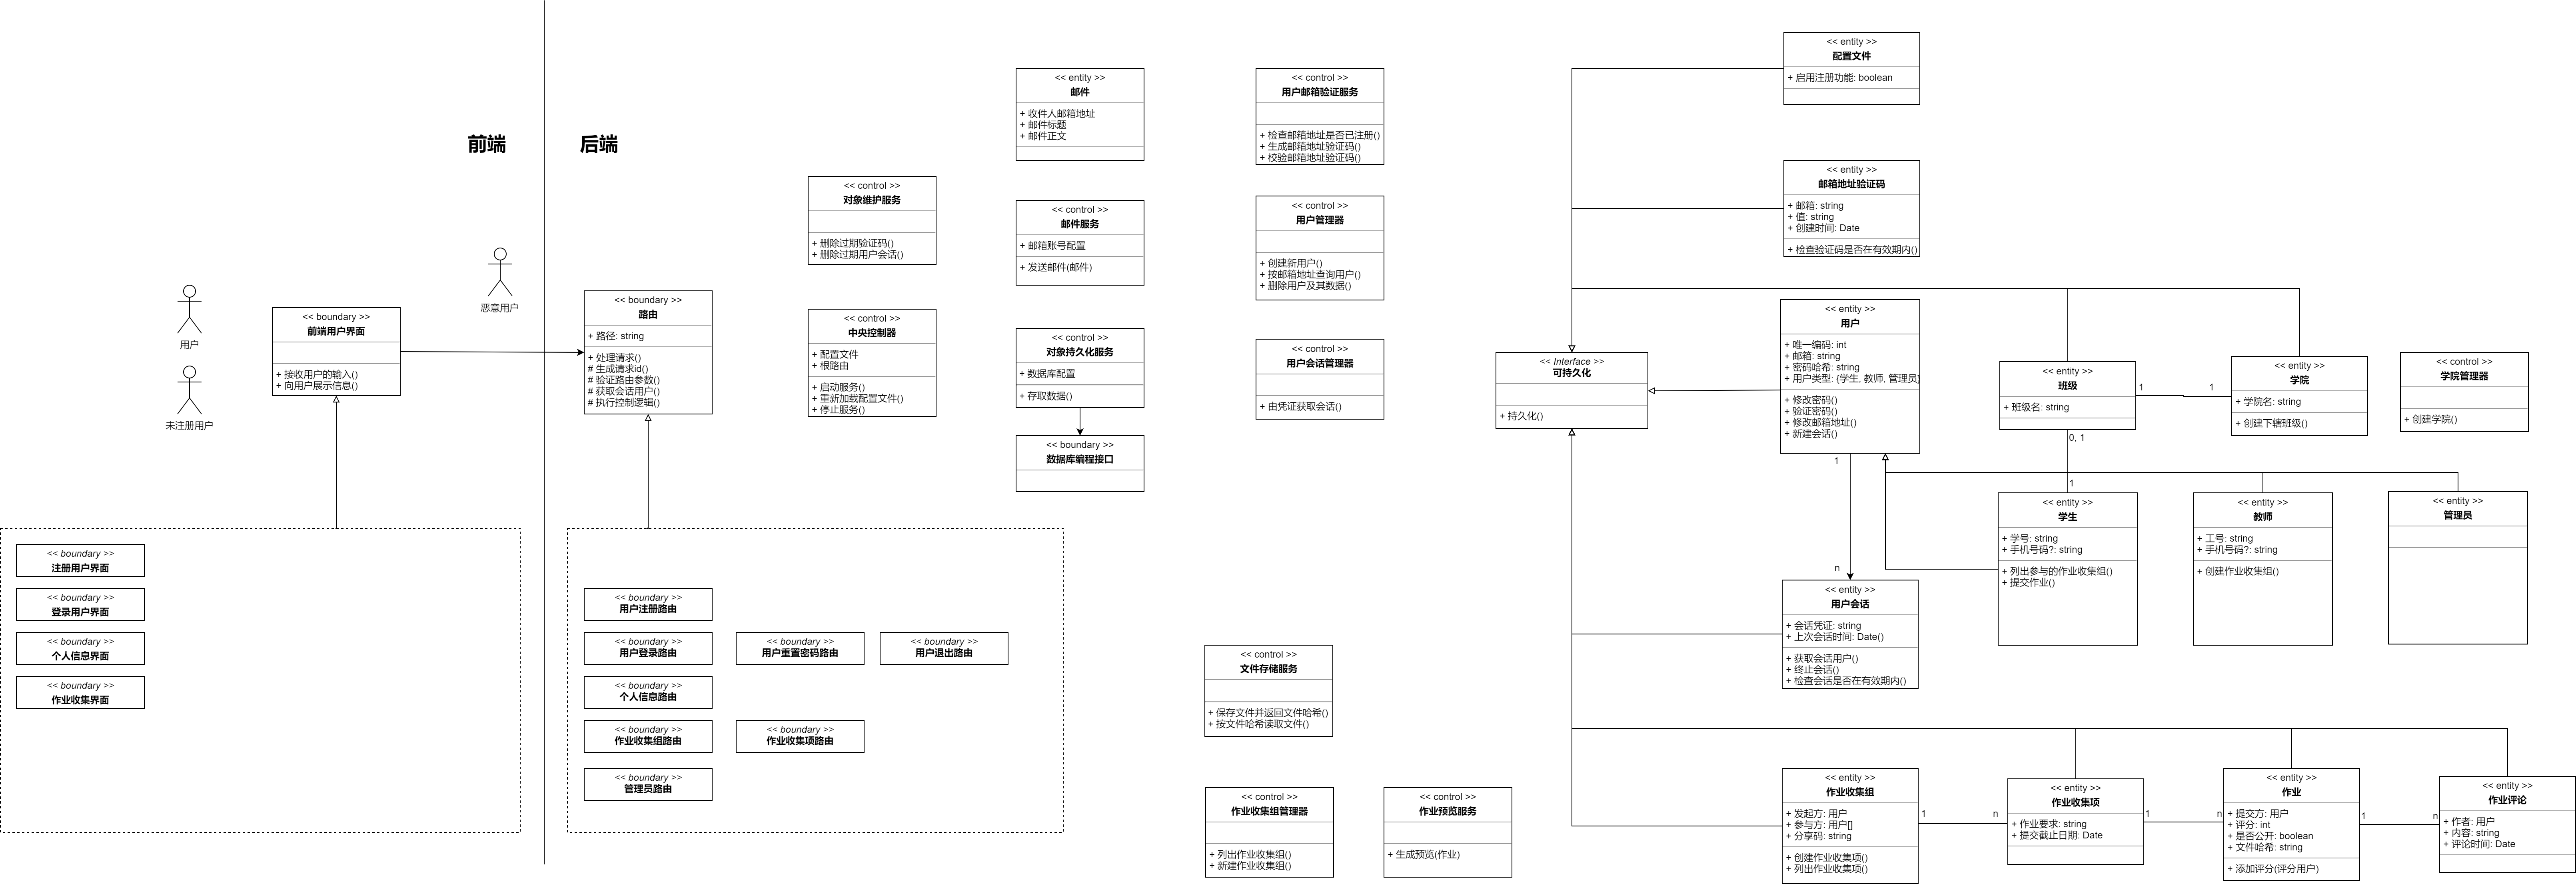 前端
后端
用户
未注册用户
恶意用户
<< boundary >>
前端用户界面
+ 接收用户的输入()
+ 向用户展示信息()
<< boundary >>
注册用户界面
<< boundary >>
登录用户界面
<< boundary >>
个人信息界面
<< boundary >>
作业收集界面
<< boundary >>
路由
+ 路径: string
+ 处理请求()
# 生成请求id()
# 验证路由参数()
# 获取会话用户()
# 执行控制逻辑()
<< boundary >>
用户注册路由
<< boundary >>
用户登录路由
<< boundary >>
用户重置密码路由
<< boundary >>
用户退出路由
<< boundary >>
个人信息路由
<< boundary >>
作业收集组路由
<< boundary >>
作业收集项路由
<< boundary >>
管理员路由
<< control >>
对象维护服务
+ 删除过期验证码()
+ 删除过期用户会话()
<< control >>
中央控制器
+ 配置文件
+ 根路由
+ 启动服务()
+ 重新加载配置文件()
+ 停止服务()
<< entity >>
邮件
+ 收件人邮箱地址
+ 邮件标题
+ 邮件正文
<< control >>
邮件服务
+ 邮箱账号配置
+ 发送邮件(邮件)
<< control >>
对象持久化服务
+ 数据库配置
+ 存取数据()
<< boundary >>
数据库编程接口
<< control >>
用户邮箱验证服务
+ 检查邮箱地址是否已注册()
+ 生成邮箱地址验证码()
+ 校验邮箱地址验证码()
<< control >>
用户管理器
+ 创建新用户()
+ 按邮箱地址查询用户()
+ 删除用户及其数据()
<< control >>
用户会话管理器
+ 由凭证获取会话()
<< control >>
文件存储服务
+ 保存文件并返回文件哈希()
+ 按文件哈希读取文件()
<< control >>
作业收集组管理器
+ 列出作业收集组()
+ 新建作业收集组()
<< control >>
作业预览服务
+ 生成预览(作业)
<< Interface >>
可持久化
+ 持久化()
<< entity >>
配置文件
+ 启用注册功能: boolean
<< entity >>
邮箱地址验证码
+ 邮箱: string
+ 值: string
+ 创建时间: Date
+ 检查验证码是否在有效期内()
<< entity >>
用户
+ 唯一编码: int
+ 邮箱: string
+ 密码哈希: string
+ 用户类型: {学生, 教师, 管理员}
+ 修改密码()
+ 验证密码()
+ 修改邮箱地址()
+ 新建会话()
1
n
<< entity >>
用户会话
+ 会话凭证: string
+ 上次会话时间: Date()
+ 获取会话用户()
+ 终止会话()
+ 检查会话是否在有效期内()
<< entity >>
班级
+ 班级名: string
1
1
<< entity >>
学院
+ 学院名: string
+ 创建下辖班级()
<< control >>
学院管理器
+ 创建学院()
0, 1
1
<< entity >>
学生
+ 学号: string
+ 手机号码?: string
+ 列出参与的作业收集组()
+ 提交作业()
<< entity >>
教师
+ 工号: string
+ 手机号码?: string
+ 创建作业收集组()
<< entity >>
管理员
<< entity >>
作业收集组
+ 发起方: 用户
+ 参与方: 用户[]
+ 分享码: string
+ 创建作业收集项()
+ 列出作业收集项()
1
n
<< entity >>
作业收集项
+ 作业要求: string
+ 提交截止日期: Date
1
n
<< entity >>
作业
+ 提交方: 用户
+ 评分: int
+ 是否公开: boolean
+ 文件哈希: string
+ 添加评分(评分用户)
1
n
<< entity >>
作业评论
+ 作者: 用户
+ 内容: string
+ 评论时间: Date